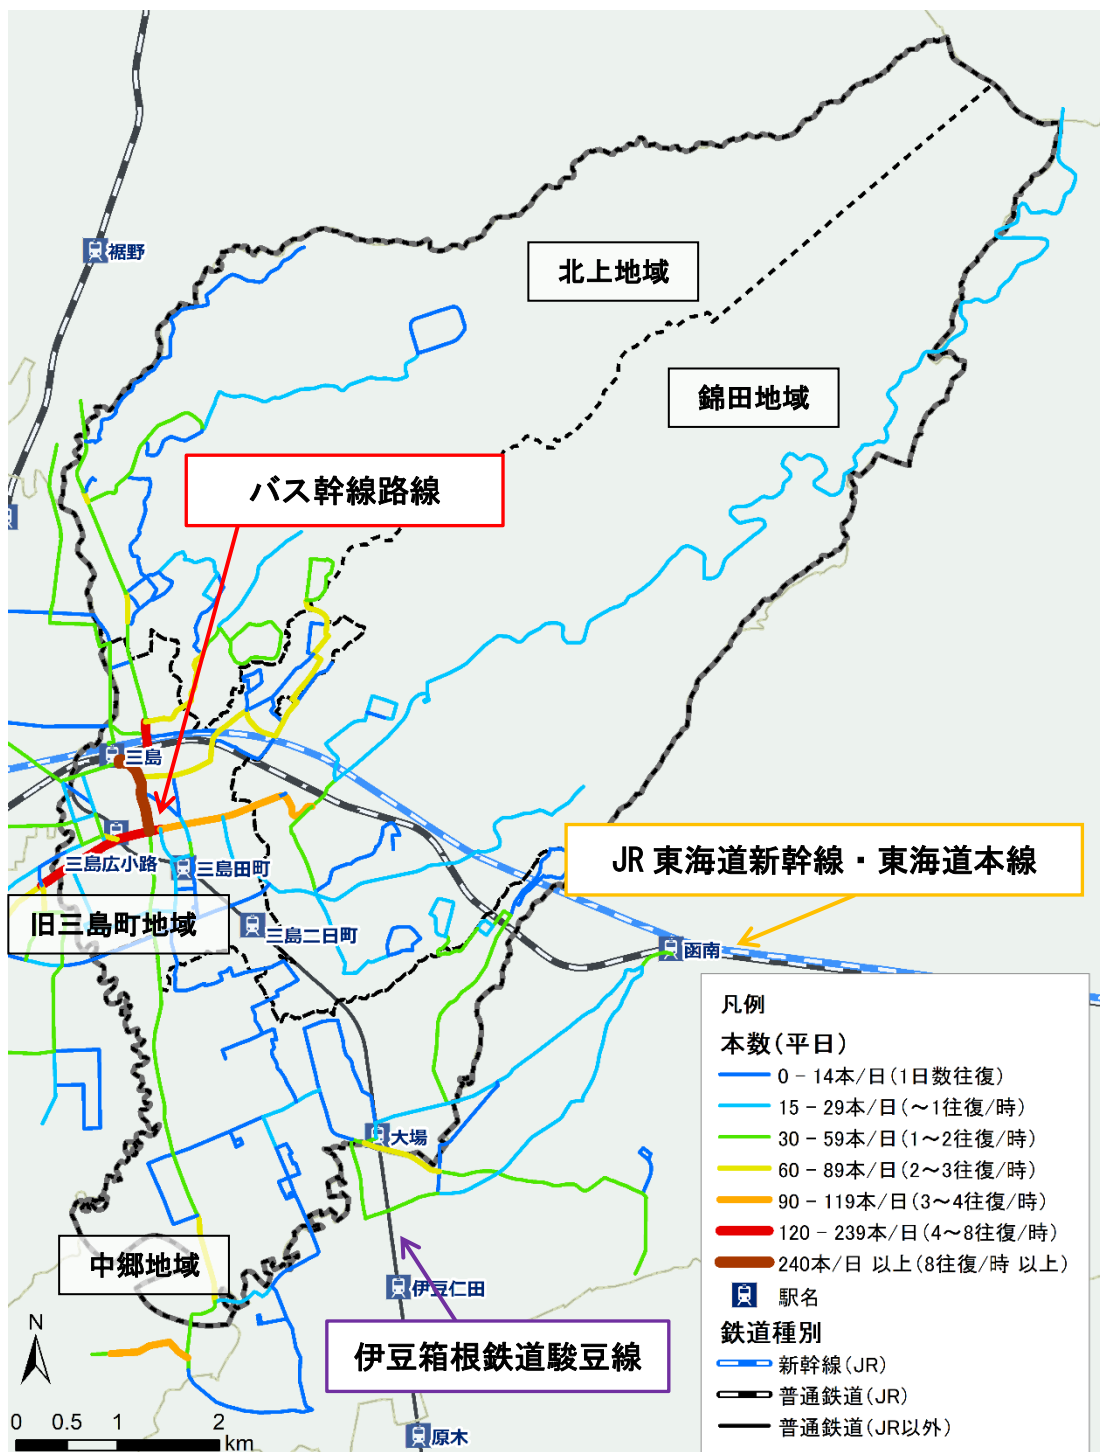 裾野
北上地域
錦田地域
バス幹線路線
三島
三島広小路
三島田町
JR 東海道新幹線・東海道本線
旧三島町地域
三島二日町
函南
大場
中郷地域
伊豆仁田
伊豆箱根鉄道駿豆線
原木
N
0 0.5 1 2
km
凡例
本数(平日)
0 – 14本/日(1日数往復)
15 – 29本/日(～1往復/時)
30 – 59本/日(1～2往復/時)
60 – 89本/日(2～3往復/時)
90 – 119本/日(3～4往復/時)
120 – 239本/日(4～8往復/時)
240本/日 以上(8往復/時 以上)
駅名
鉄道種別
新幹線(JR)
普通鉄道(JR)
普通鉄道(JR以外)